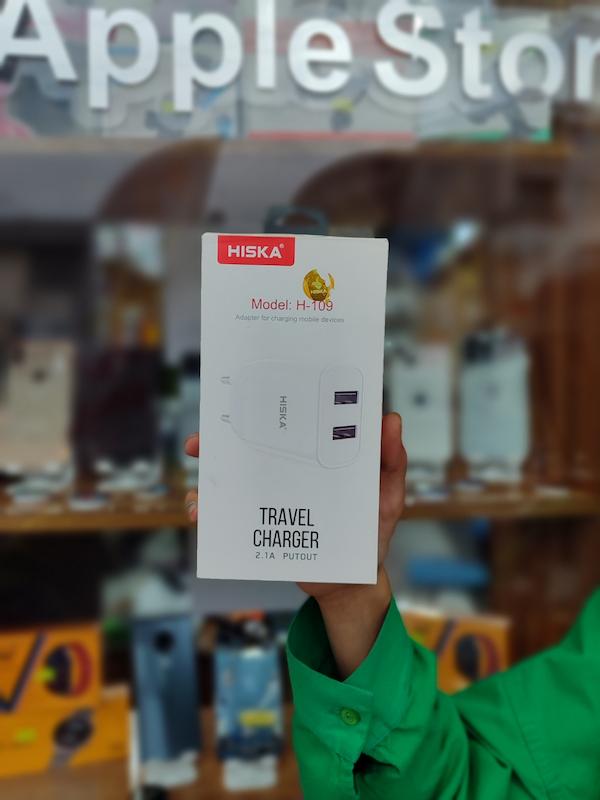 Apple Stor
HISKA®
Model: H-109
Adapter for charging mobile devices
HISKA®
TRAVEL
CHARGER
2.1A PUTOUT